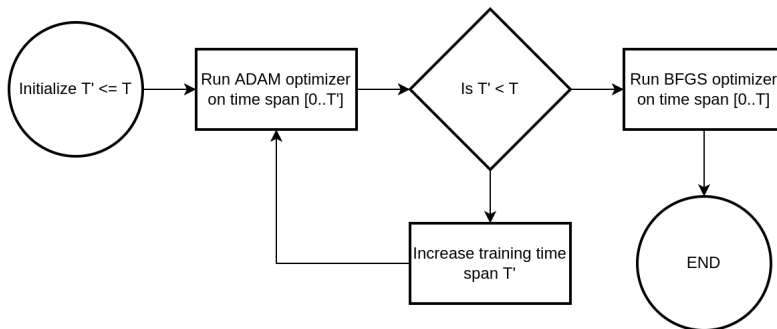 Initialize T' <= T
Run ADAM optimizer
on time span [0..T']
Is T' < T
Run BFGS optimizer
on time span [0..T]
Increase training time
span T'
END